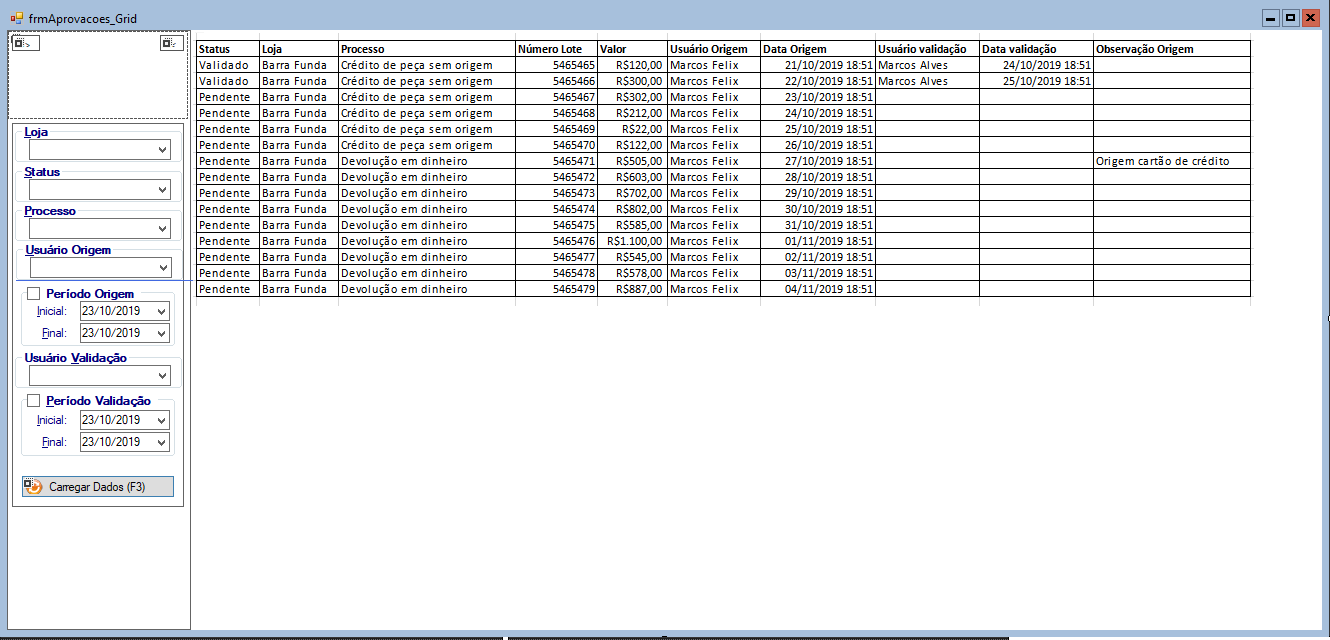 frmAprovacoes_Grid
Loja
Status
Processo
Usuário Origem
Período Origem
Inicial: 23/10/2019
Final: 23/10/2019
Usuário Validação
Período Validação
Inicial: 23/10/2019
Final: 23/10/2019
Carregar Dados (F3)
Status Loja Processo Número Lote Valor Usuário Origem Data Origem Usuário validação Data validação Observação Origem
Validado Barra Funda Crédito de peça sem origem 5465465 R$120,00 Marcos Felix 21/10/2019 18:51 Marcos Alves 24/10/2019 18:51
Validado Barra Funda Crédito de peça sem origem 5465466 R$300,00 Marcos Felix 22/10/2019 18:51 Marcos Alves 25/10/2019 18:51
Pendente Barra Funda Crédito de peça sem origem 5465467 R$302,00 Marcos Felix 23/10/2019 18:51
Pendente Barra Funda Crédito de peça sem origem 5465468 R$212,00 Marcos Felix 24/10/2019 18:51
Pendente Barra Funda Crédito de peça sem origem 5465469 R$22,00 Marcos Felix 25/10/2019 18:51
Pendente Barra Funda Crédito de peça sem origem 5465470 R$122,00 Marcos Felix 26/10/2019 18:51
Pendente Barra Funda Devolução em dinheiro 5465471 R$505,00 Marcos Felix 27/10/2019 18:51 Origem cartão de crédito
Pendente Barra Funda Devolução em dinheiro 5465472 R$603,00 Marcos Felix 28/10/2019 18:51
Pendente Barra Funda Devolução em dinheiro 5465473 R$702,00 Marcos Felix 29/10/2019 18:51
Pendente Barra Funda Devolução em dinheiro 5465474 R$802,00 Marcos Felix 30/10/2019 18:51
Pendente Barra Funda Devolução em dinheiro 5465475 R$585,00 Marcos Felix 31/10/2019 18:51
Pendente Barra Funda Devolução em dinheiro 5465476 R$1.100,00 Marcos Felix 01/11/2019 18:51
Pendente Barra Funda Devolução em dinheiro 5465477 R$545,00 Marcos Felix 02/11/2019 18:51
Pendente Barra Funda Devolução em dinheiro 5465478 R$578,00 Marcos Felix 03/11/2019 18:51
Pendente Barra Funda Devolução em dinheiro 5465479 R$887,00 Marcos Felix 04/11/2019 18:51